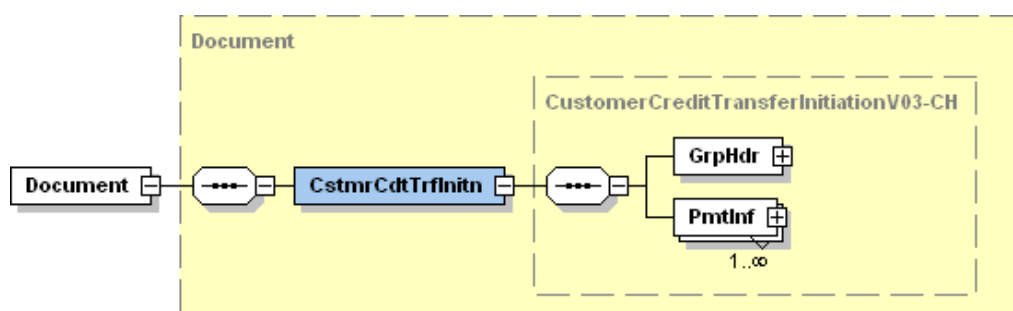 Document
CustomerCreditTransferInitiationV03-CH
GrpHdr
Document
CstmrCdtTrfInitn
PmtInf
1..∞